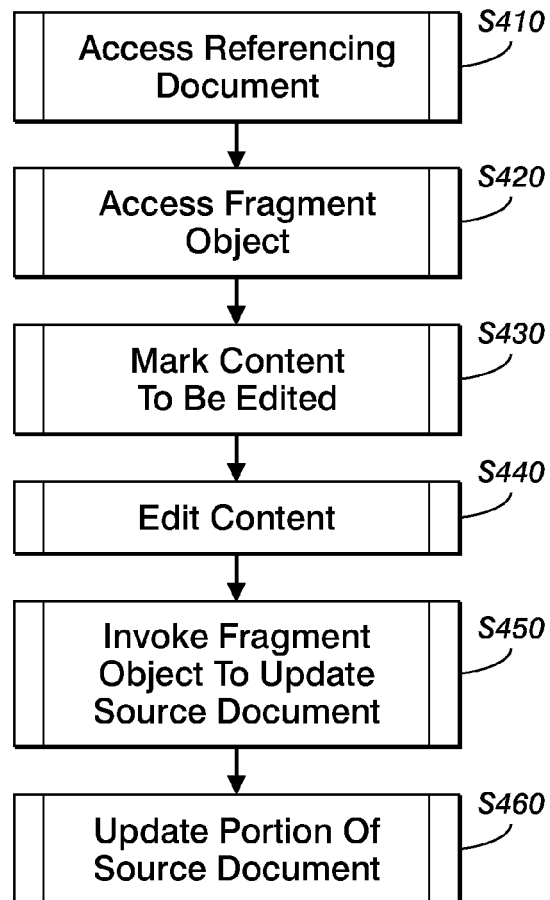 S410
Access Referencing
Document
S420
Access Fragment
Object
S430
Mark Content
To Be Edited
S440
Edit Content
S450
Invoke Fragment
Object To Update
Source Document
S460
Update Portion Of
Source Document